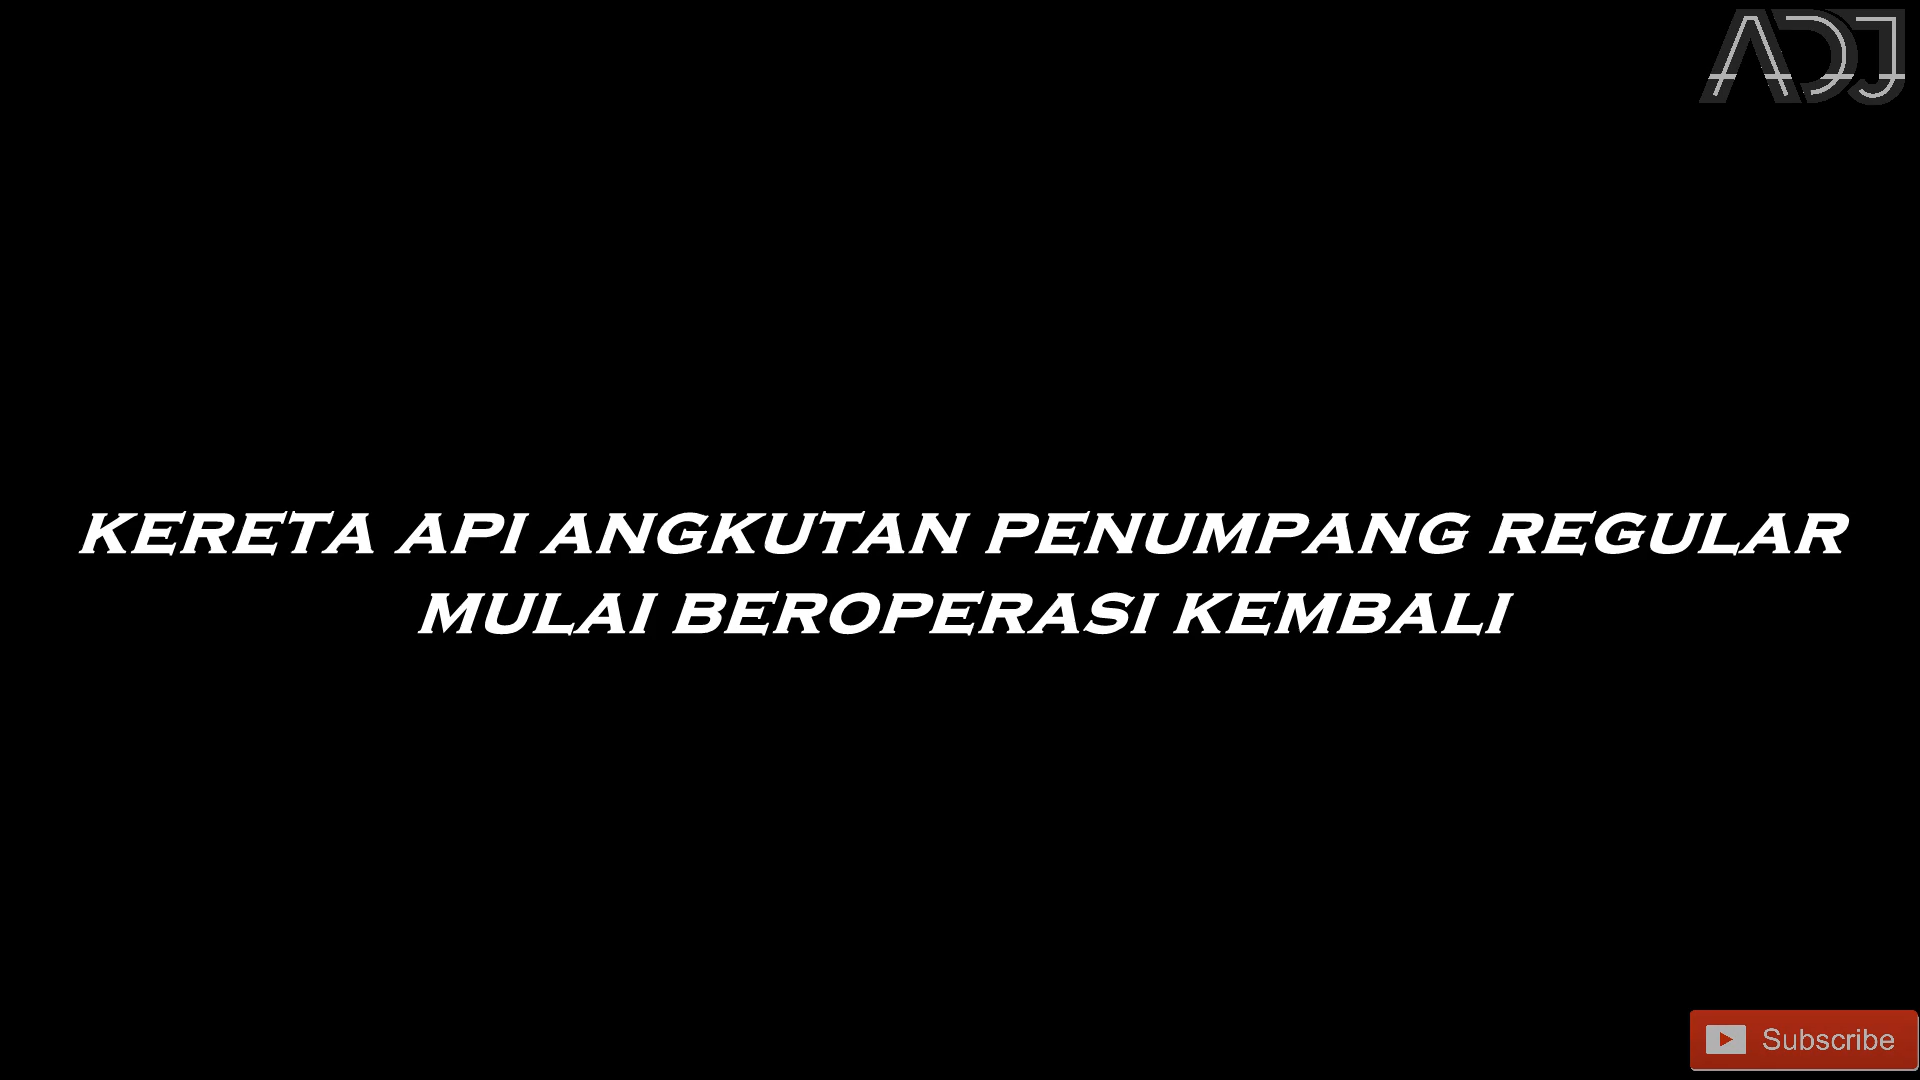 ADJ
KERETA API ANGKUTAN PENUMPANG REGULAR
MULAI BEROPERASI KEMBALI
Subscribe